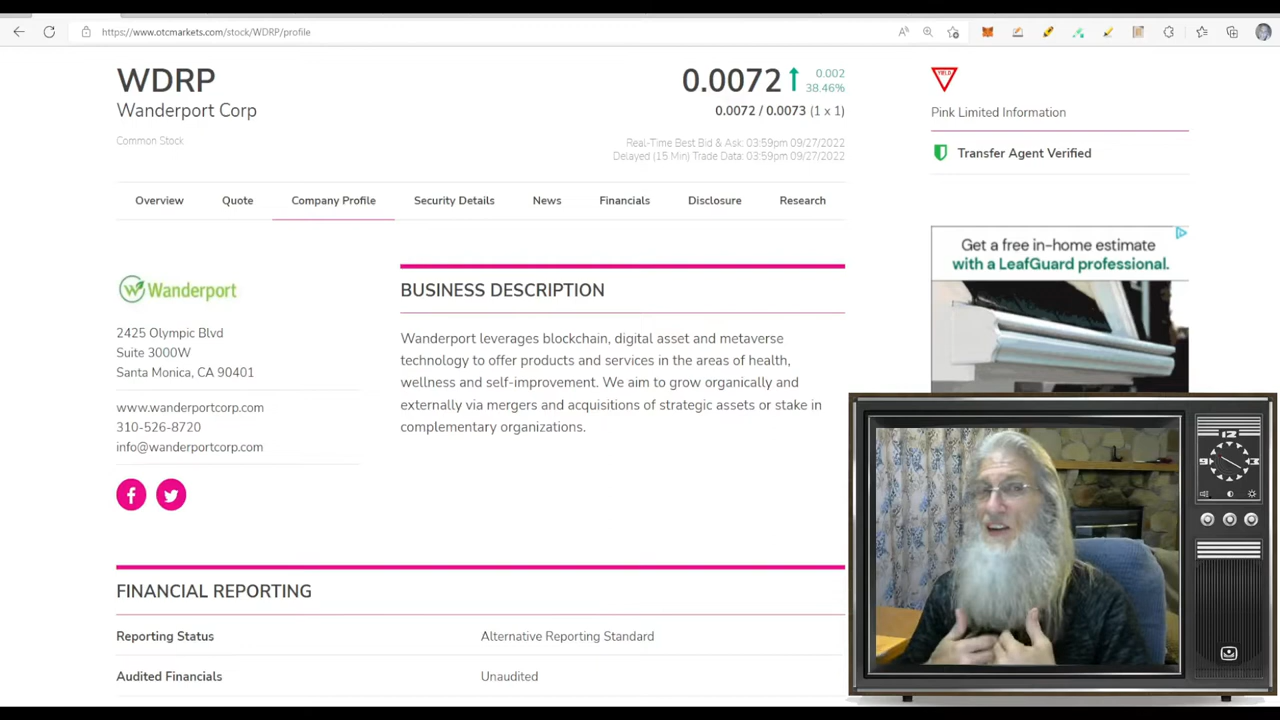 https://www.otcmarkets.com/stock/WDRP/profile
WDRP
Wanderport Corp
Common Stock
0.0072
0.002
38.46%
0.0072 / 0.0073 (1 x 1)
Real-Time Best Bid & Ask: 03:59pm 09/27/2022
Delayed (15 Min) Trade Data: 03:59pm 09/27/2022
YIELD
Pink Limited Information
Transfer Agent Verified
Overview
Quote
Company Profile
Security Details
News
Financials
Disclosure
Research
Wanderport
2425 Olympic Blvd
Suite 3000W
Santa Monica, CA 90401
www.wanderportcorp.com
310-526-8720
info@wanderportcorp.com
BUSINESS DESCRIPTION
Wanderport leverages blockchain, digital asset and metaverse
technology to offer products and services in the areas of health,
wellness and self-improvement. We aim to grow organically and
externally via mergers and acquisitions of strategic assets or stake in
complementary organizations.
Get a free in-home estimate
with a LeafGuard professional.
FINANCIAL REPORTING
Reporting Status
Alternative Reporting Standard
Audited Financials
Unaudited
12
9
3